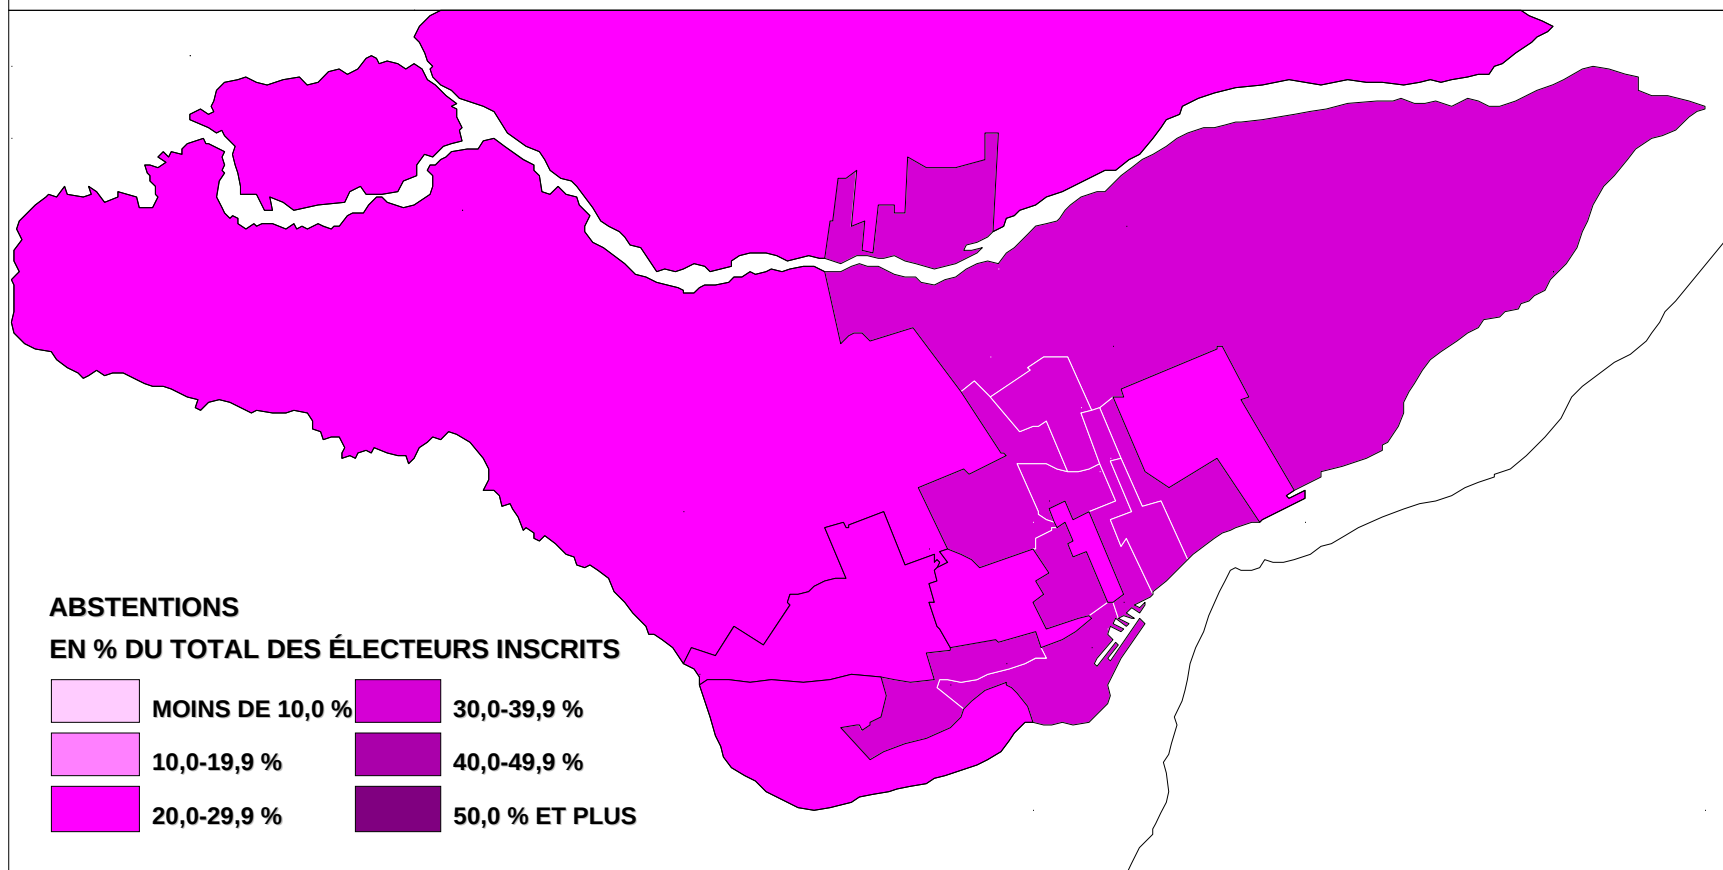 ABSTENTIONS
EN % DU TOTAL DES ÉLECTEURS INSCRITS
MOINS DE 10,0 %
10,0-19,9 %
20,0-29,9 %
30,0-39,9 %
40,0-49,9 %
50,0 % ET PLUS